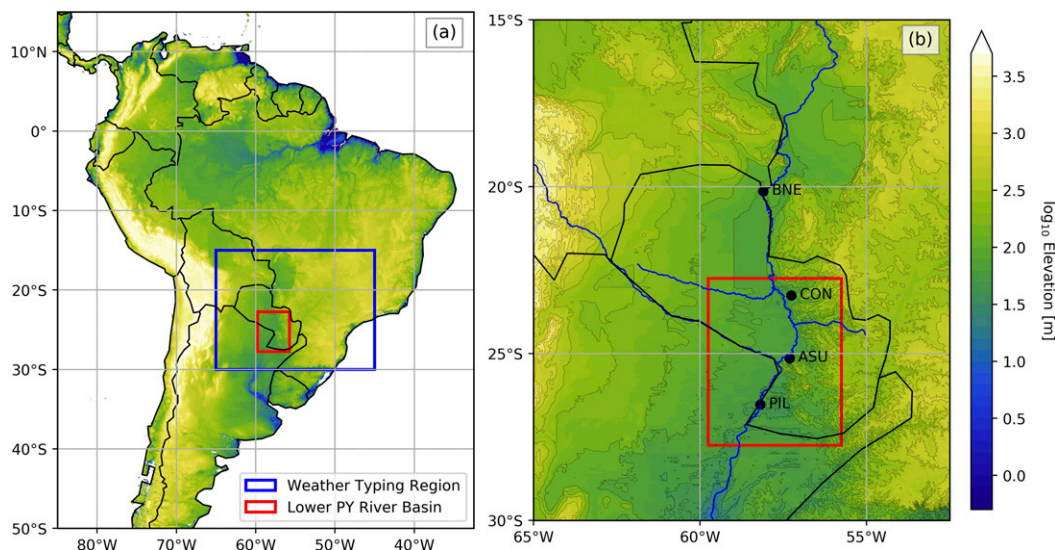 (a)
15°N
10°N
0°
10°S
20°S
30°S
40°S
50°S
80°W
70°W
60°W
50°W
40°W
Weather Typing Region
Lower PY River Basin
(b)
15°S
20°S
25°S
30°S
65°W
60°W
55°W
BNE
CON
ASU
PIL
3.5
3.0
2.5
2.0
1.5
1.0
0.5
0.0
log₁₀ Elevation [m]